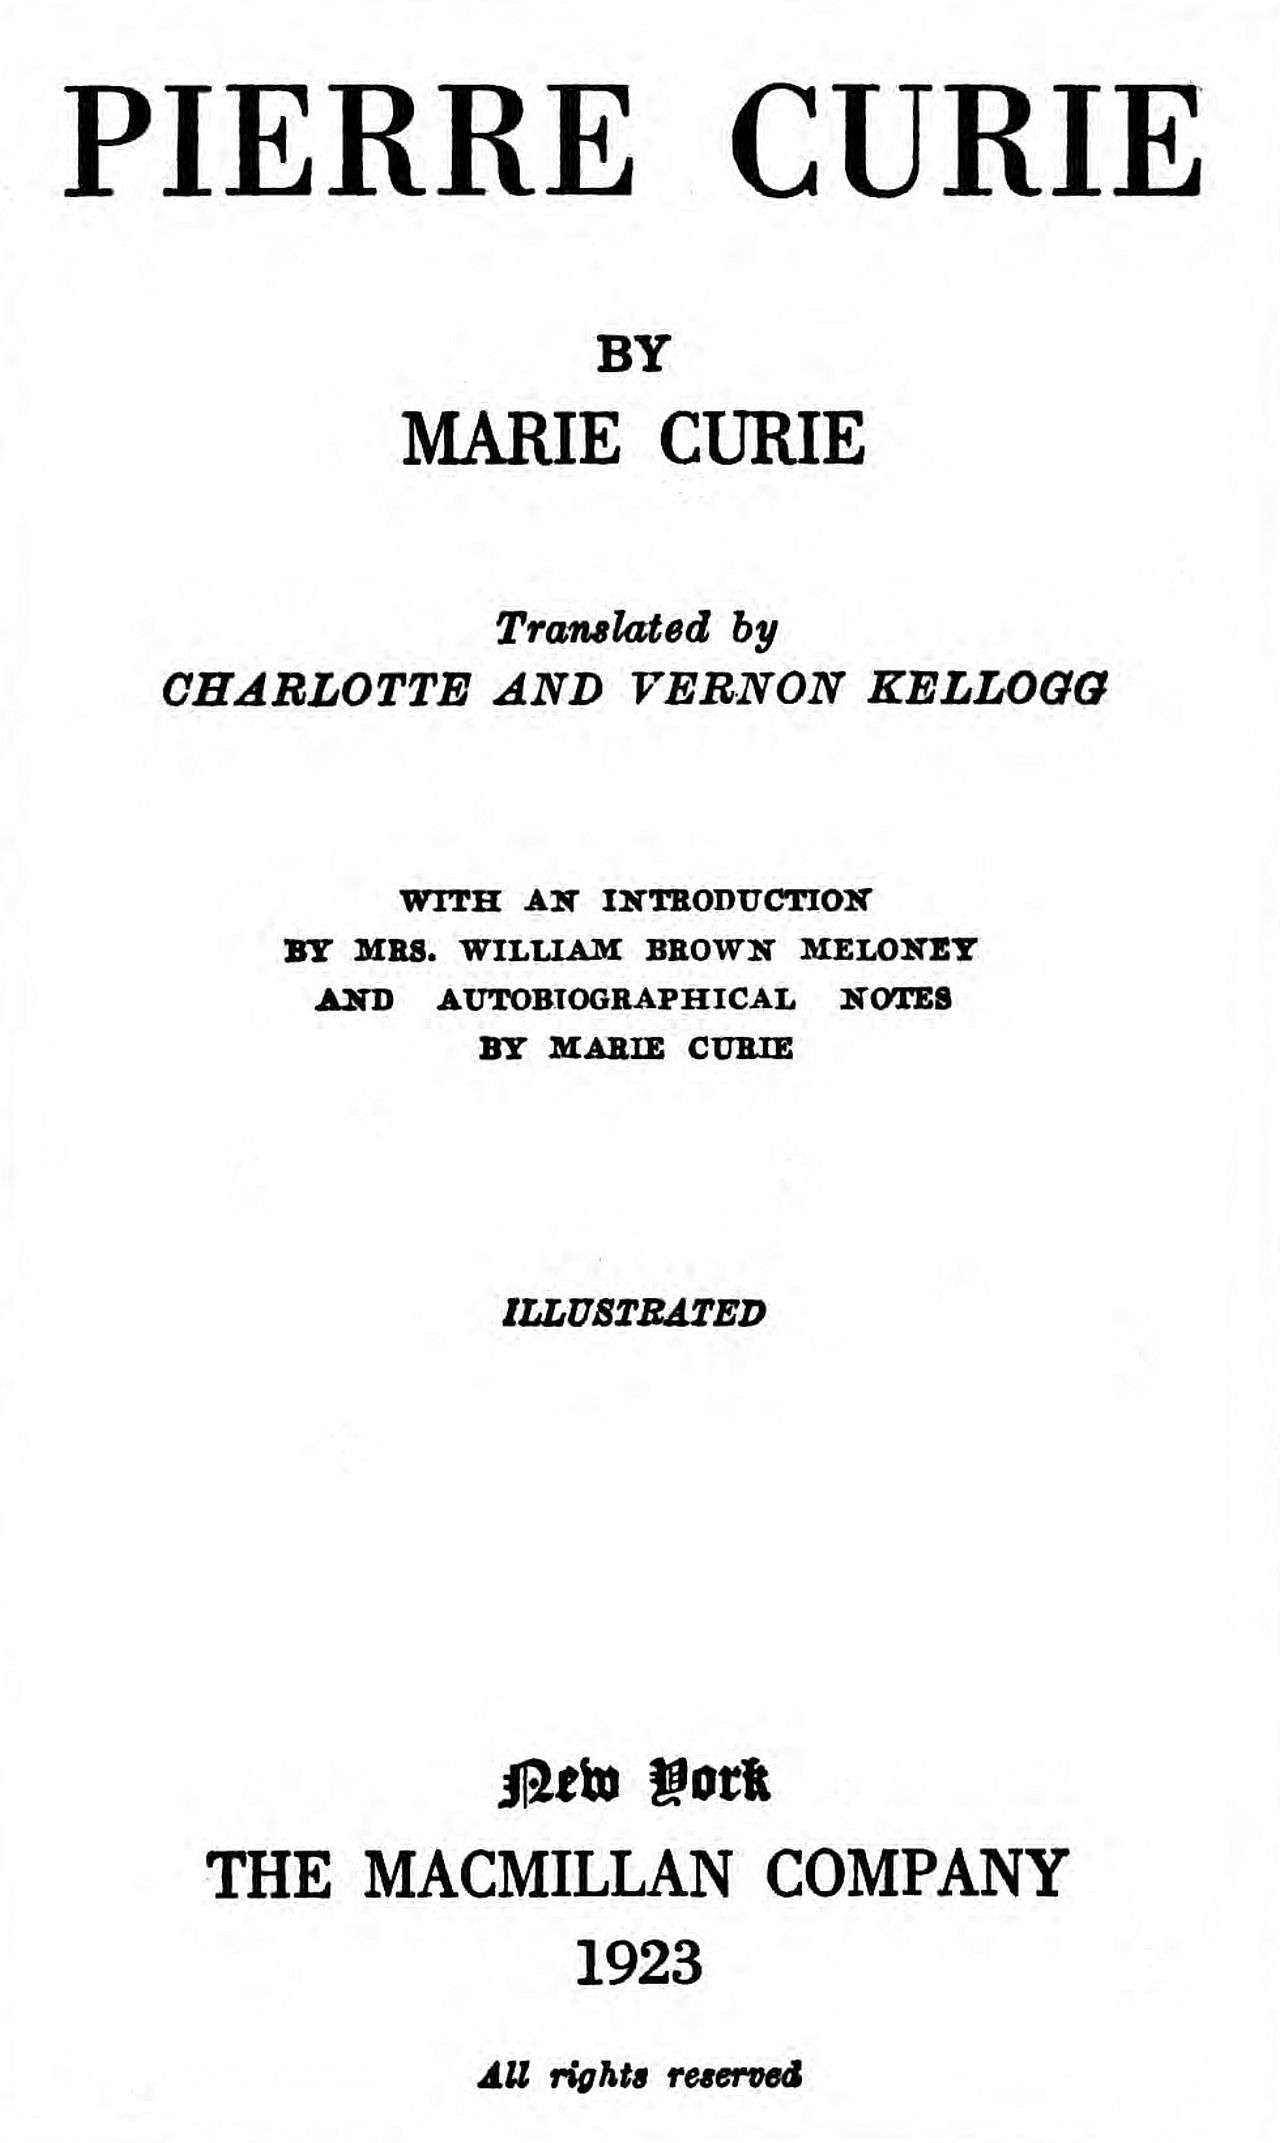 PIERRE CURIE
BY
MARIE CURIE
Translated by
CHARLOTTE AND VERNON KELLOGG
WITH AN INTRODUCTION
BY MRS. WILLIAM BROWN MELONEY
AND AUTOBIOGRAPHICAL NOTES
BY MARIE CURIE
ILLUSTRATED
New York
THE MACMILLAN COMPANY
1923
All rights reserved